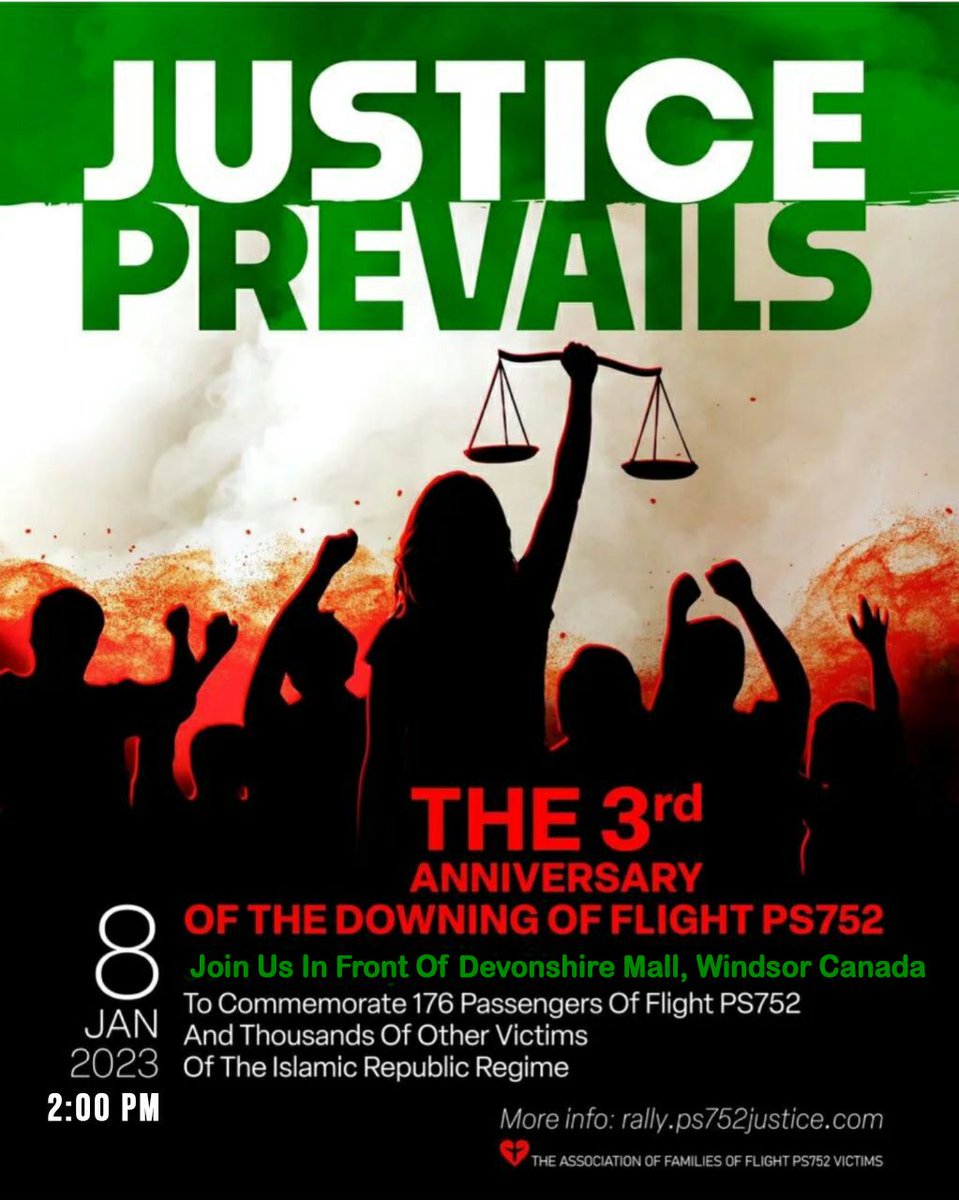 JUSTICE
PREVAILS
THE 3rd
ANNIVERSARY
OF THE DOWNING OF FLIGHT PS752
Join Us In Front Of Devonshire Mall, Windsor Canada
To Commemorate 176 Passengers Of Flight PS752
And Thousands Of Other Victims
Of The Islamic Republic Regime
8
JAN
2023
2:00 PM
More info: rally.ps752justice.com
THE ASSOCIATION OF FAMILIES OF FLIGHT PS752 VICTIMS